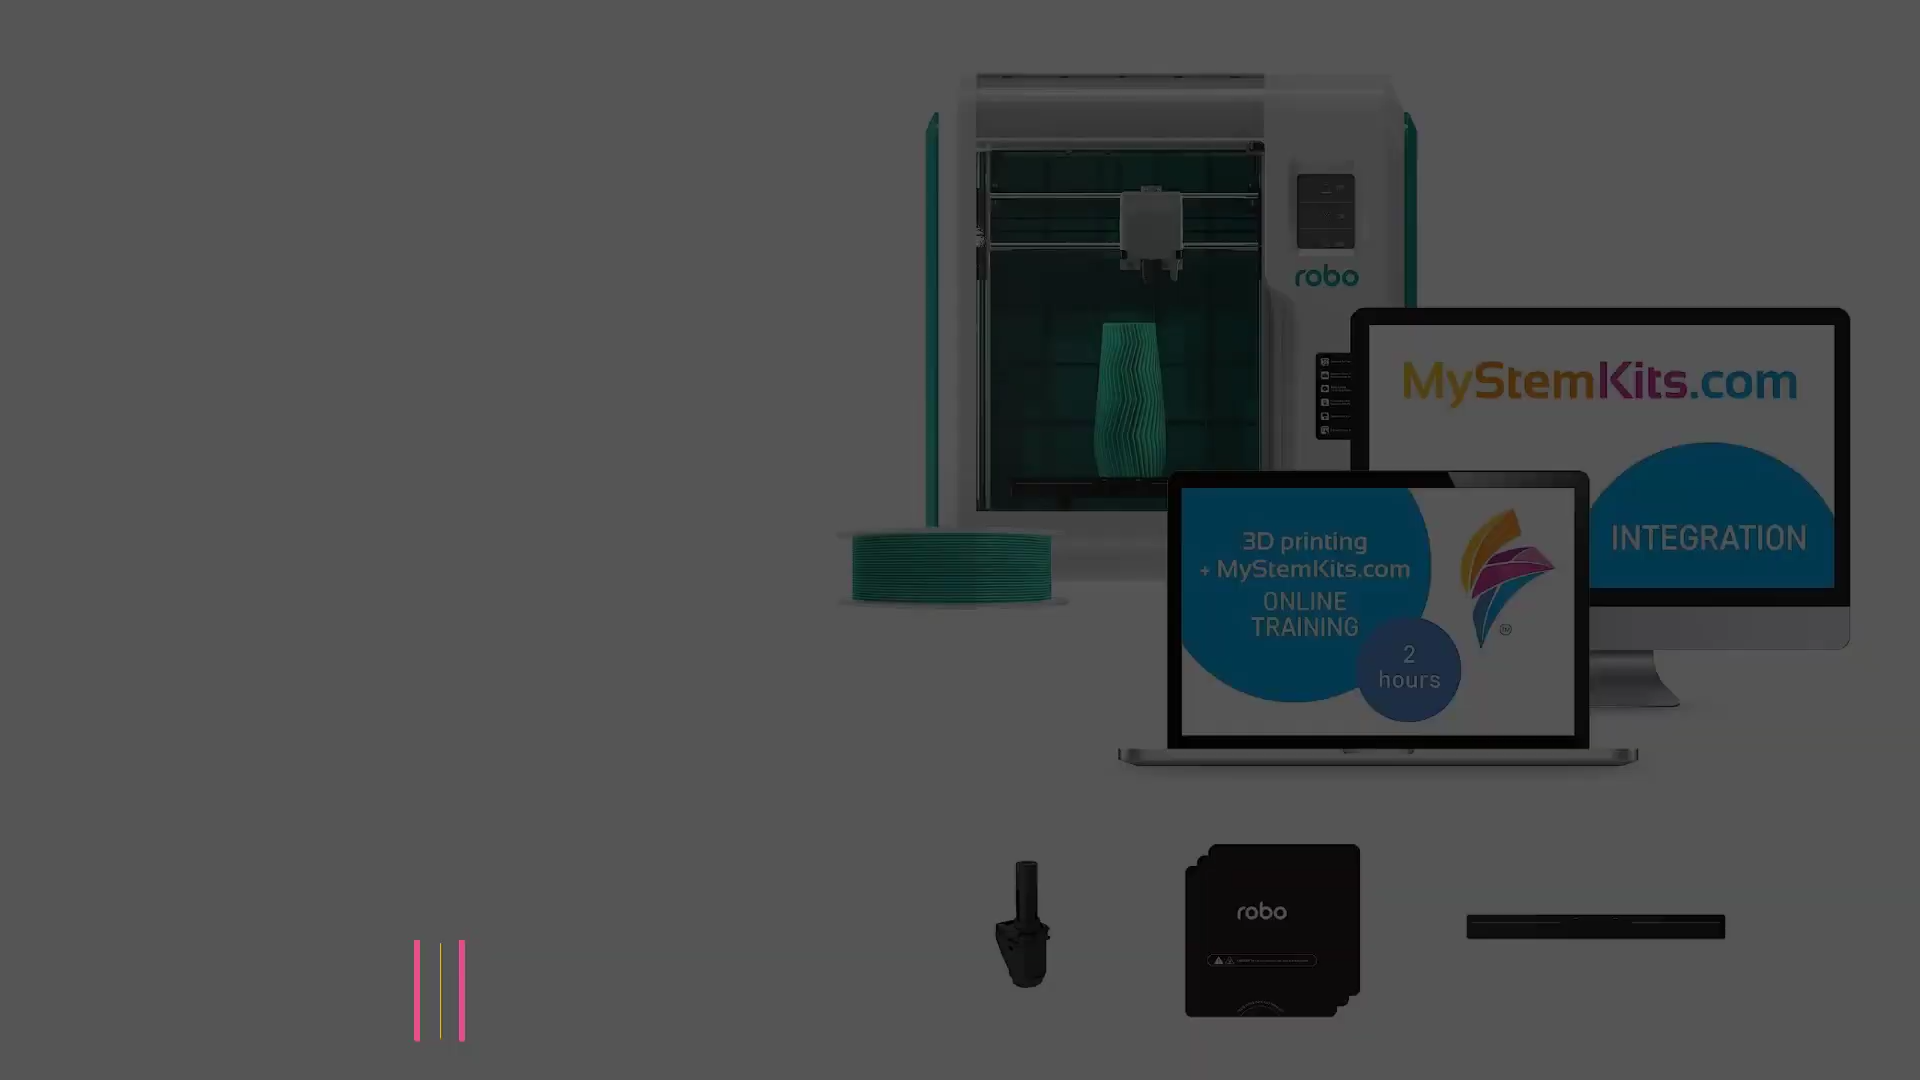 robo
MyStemKits.com
INTEGRATION
3D printing
+ MyStemKits.com
ONLINE
TRAINING
2
hours
robo